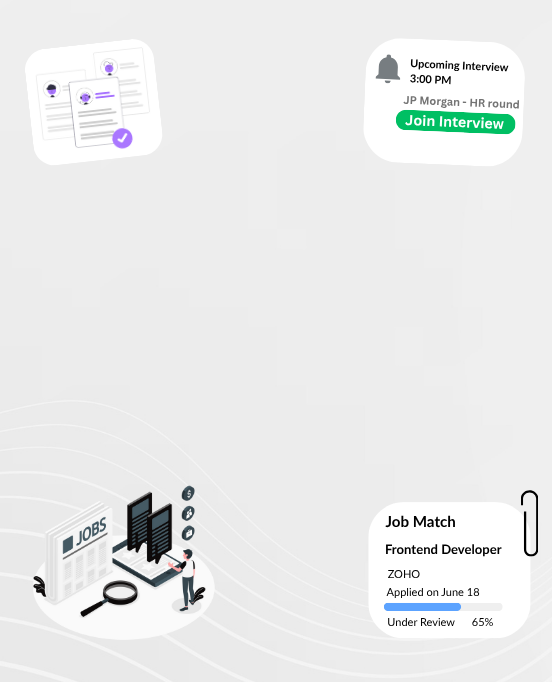 Upcoming Interview
3:00 PM
JP Morgan - HR round
Join Interview
JOBS
$
Job Match
Frontend Developer
ZOHO
Applied on June 18
Under Review 65%